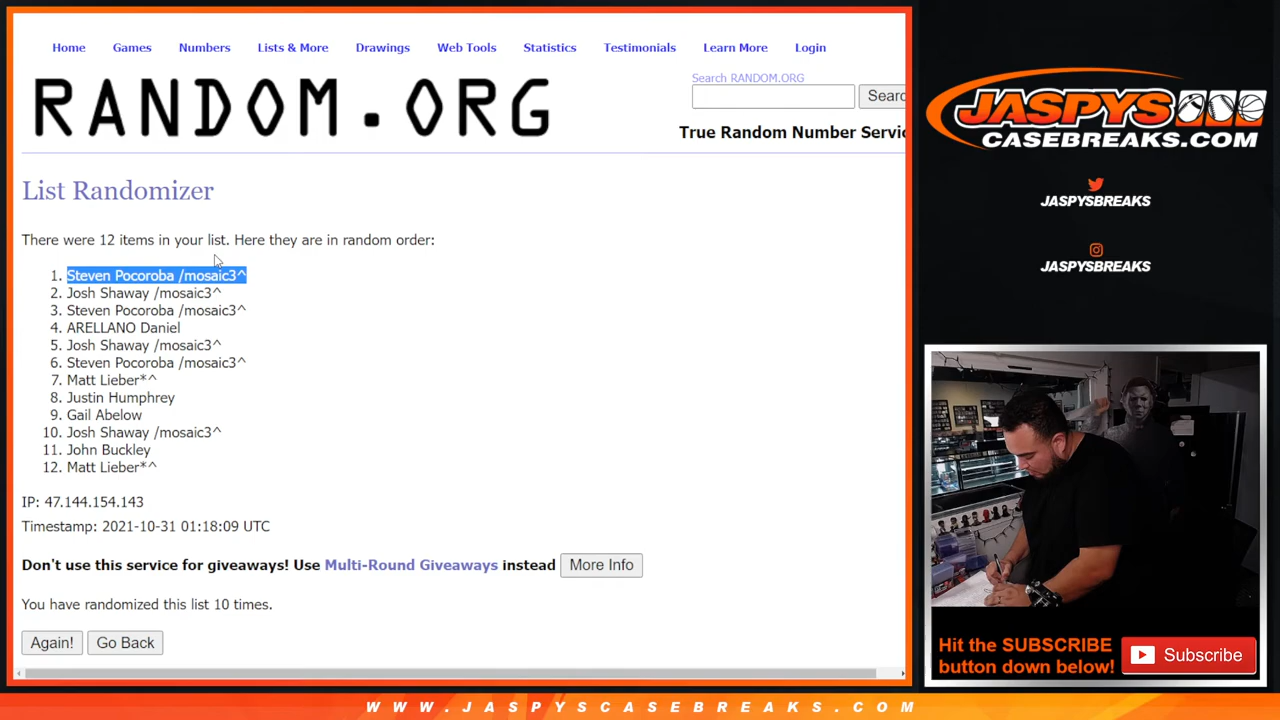 Home Games Numbers Lists & More Drawings Web Tools Statistics Testimonials Learn More Login
RANDOM.ORG
Search RANDOM.ORG
True Random Number Servic
List Randomizer
There were 12 items in your list. Here they are in random order:
1. Steven Pocoroba /mosaic3^
2. Josh Shaway /mosaic3^
3. Steven Pocoroba /mosaic3^
4. ARELLANO Daniel
5. Josh Shaway /mosaic3^
6. Steven Pocoroba /mosaic3^
7. Matt Lieber*^
8. Justin Humphrey
9. Gail Abelow
10. Josh Shaway /mosaic3^
11. John Buckley
12. Matt Lieber*^
IP: 47.144.154.143
Timestamp: 2021-10-31 01:18:09 UTC
Don't use this service for giveaways! Use Multi-Round Giveaways instead More Info
You have randomized this list 10 times.
Again! Go Back
JASPYS
CASEBREAKS.COM
JASPYSBREAKS
JASPYSBREAKS
Hit the SUBSCRIBE
button down below!
Subscribe
WWW.JASPYSCASEBREAKS.COM